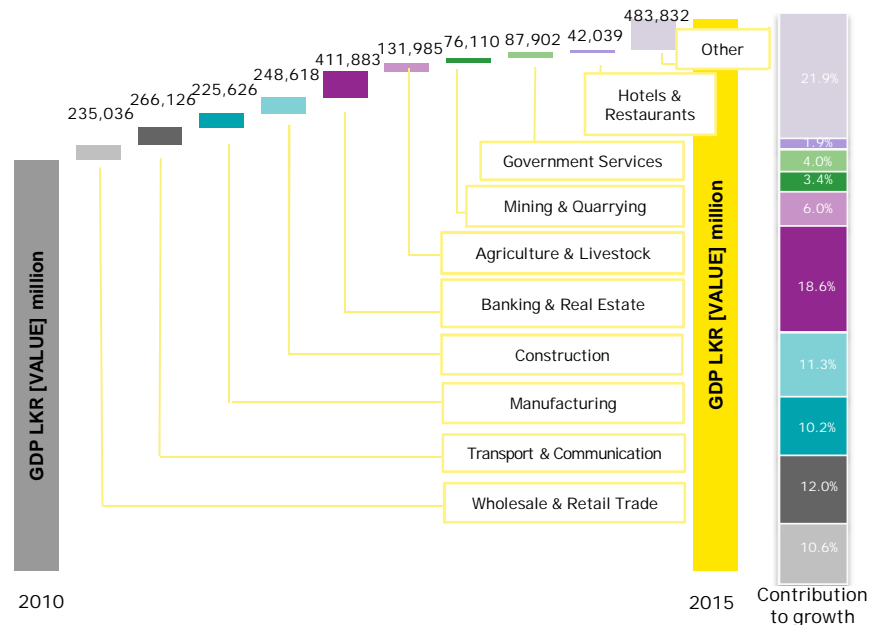 483,832
42,039
87,902
76,110
131,985
411,883
248,618
225,626
266,126
235,036
Other
Hotels &
Restaurants
Government Services
Mining & Quarrying
Agriculture & Livestock
Banking & Real Estate
Construction
Manufacturing
Transport & Communication
Wholesale & Retail Trade
GDP LKR [VALUE] million
GDP LKR [VALUE] million
21.9%
1.9%
4.0%
3.4%
6.0%
18.6%
11.3%
10.2%
12.0%
10.6%
2010
2015
Contribution
to growth